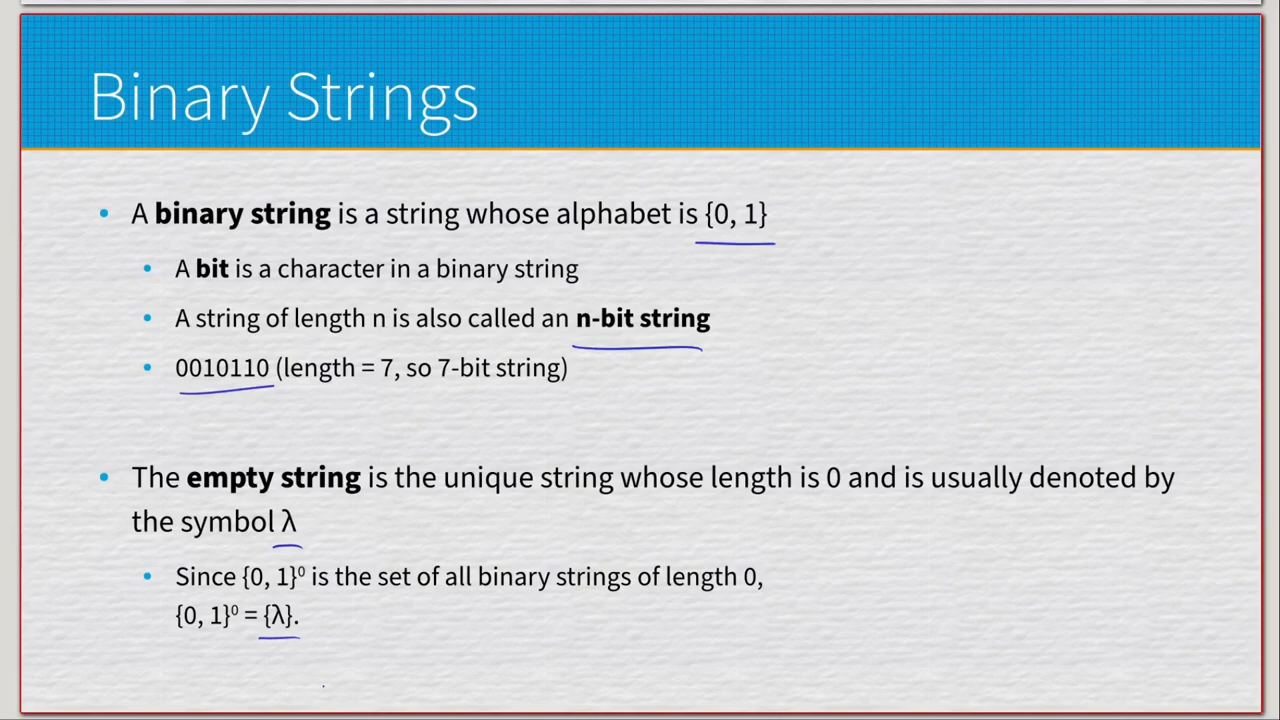 Binary Strings
• A binary string is a string whose alphabet is {0, 1}
• A bit is a character in a binary string
• A string of length n is also called an n-bit string
• 0010110 (length = 7, so 7-bit string)
• The empty string is the unique string whose length is 0 and is usually denoted by
the symbol λ
• Since {0, 1}⁰ is the set of all binary strings of length 0,
{0, 1}⁰ = {λ}.